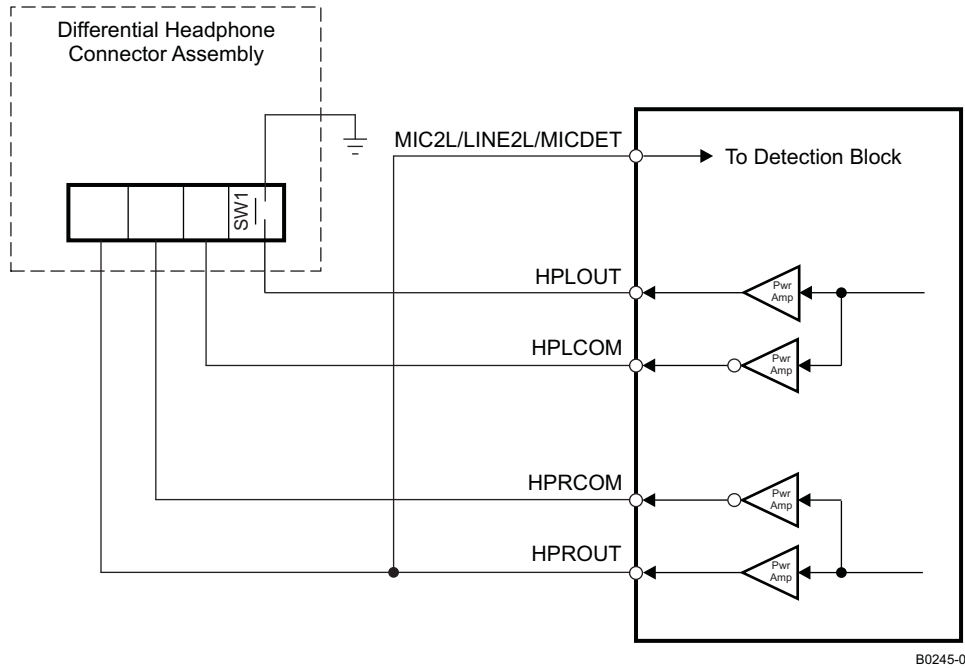 Differential Headphone
Connector Assembly
MIC2L/LINE2L/MICDET
To Detection Block
SW1
HPLOUT
Pwr
Amp
HPLCOM
Pwr
Amp
HPRCOM
Pwr
Amp
HPROUT
Pwr
Amp
B0245-0